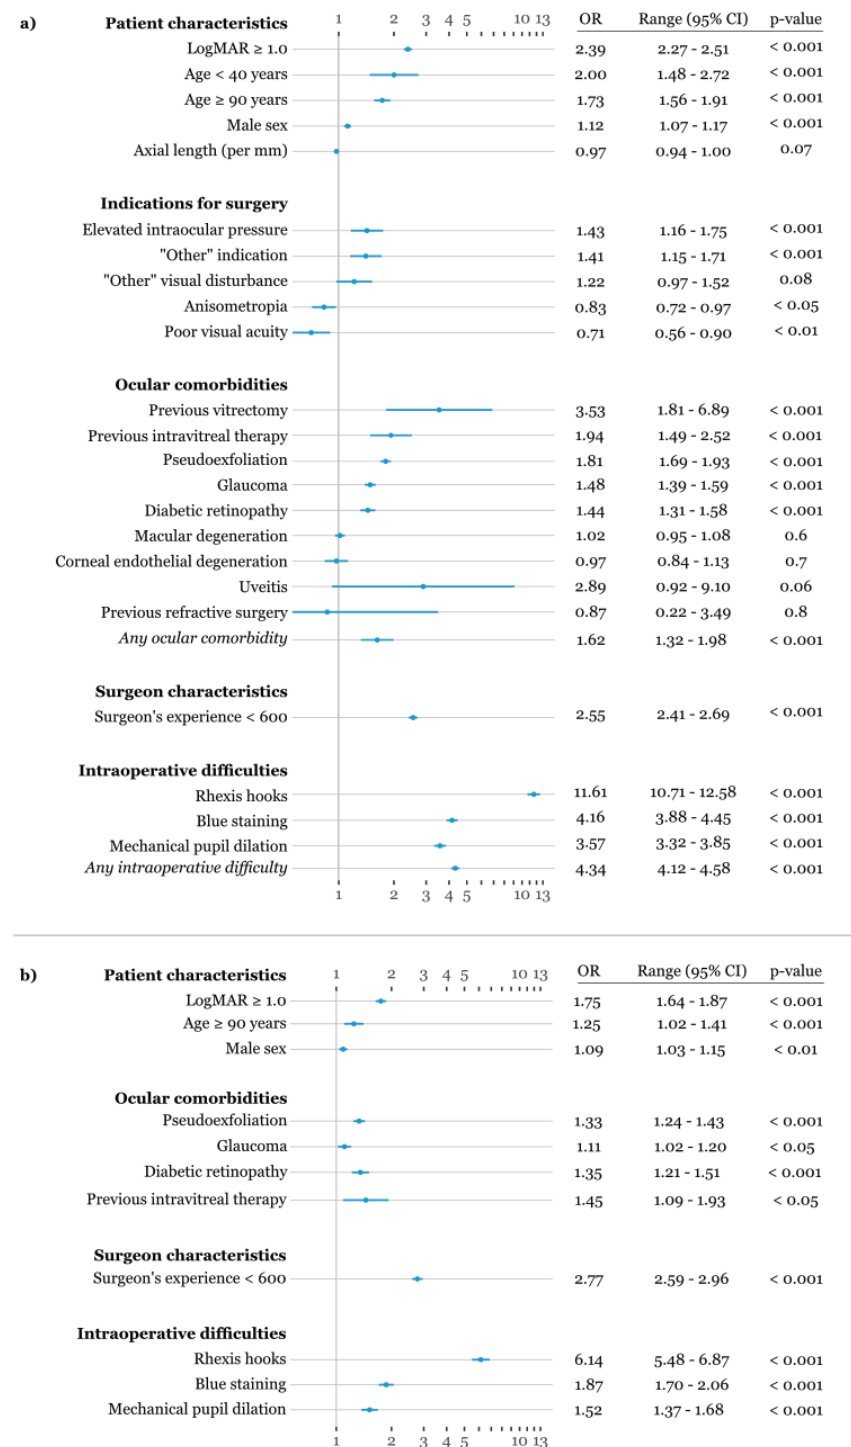 a) Patient characteristics 1 2 3 4 5 10 13 OR Range (95% CI) p-value
LogMAR ≥ 1.0 2.39 2.27 - 2.51 < 0.001
Age < 40 years 2.00 1.48 - 2.72 < 0.001
Age ≥ 90 years 1.73 1.56 - 1.91 < 0.001
Male sex 1.12 1.07 - 1.17 < 0.001
Axial length (per mm) 0.97 0.94 - 1.00 0.07
Indications for surgery
Elevated intraocular pressure 1.43 1.16 - 1.75 < 0.001
"Other" indication 1.41 1.15 - 1.71 < 0.001
"Other" visual disturbance 1.22 0.97 - 1.52 0.08
Anisometropia 0.83 0.72 - 0.97 < 0.05
Poor visual acuity 0.71 0.56 - 0.90 < 0.01
Ocular comorbidities
Previous vitrectomy 3.53 1.81 - 6.89 < 0.001
Previous intravitreal therapy 1.94 1.49 - 2.52 < 0.001
Pseudoexfoliation 1.81 1.69 - 1.93 < 0.001
Glaucoma 1.48 1.39 - 1.59 < 0.001
Diabetic retinopathy 1.44 1.31 - 1.58 < 0.001
Macular degeneration 1.02 0.95 - 1.08 0.6
Corneal endothelial degeneration 0.97 0.84 - 1.13 0.7
Uveitis 2.89 0.92 - 9.10 0.06
Previous refractive surgery 0.87 0.22 - 3.49 0.8
Any ocular comorbidity 1.62 1.32 - 1.98 < 0.001
Surgeon characteristics
Surgeon's experience < 600 2.55 2.41 - 2.69 < 0.001
Intraoperative difficulties
Rhexis hooks 11.61 10.71 - 12.58 < 0.001
Blue staining 4.16 3.88 - 4.45 < 0.001
Mechanical pupil dilation 3.57 3.32 - 3.85 < 0.001
Any intraoperative difficulty 4.34 4.12 - 4.58 < 0.001
1 2 3 4 5 10 13
b) Patient characteristics 1 2 3 4 5 10 13 OR Range (95% CI) p-value
LogMAR ≥ 1.0 1.75 1.64 - 1.87 < 0.001
Age ≥ 90 years 1.25 1.02 - 1.41 < 0.001
Male sex 1.09 1.03 - 1.15 < 0.01
Ocular comorbidities
Pseudoexfoliation 1.33 1.24 - 1.43 < 0.001
Glaucoma 1.11 1.02 - 1.20 < 0.05
Diabetic retinopathy 1.35 1.21 - 1.51 < 0.001
Previous intravitreal therapy 1.45 1.09 - 1.93 < 0.05
Surgeon characteristics
Surgeon's experience < 600 2.77 2.59 - 2.96 < 0.001
Intraoperative difficulties
Rhexis hooks 6.14 5.48 - 6.87 < 0.001
Blue staining 1.87 1.70 - 2.06 < 0.001
Mechanical pupil dilation 1.52 1.37 - 1.68 < 0.001
1 2 3 4 5 10 13